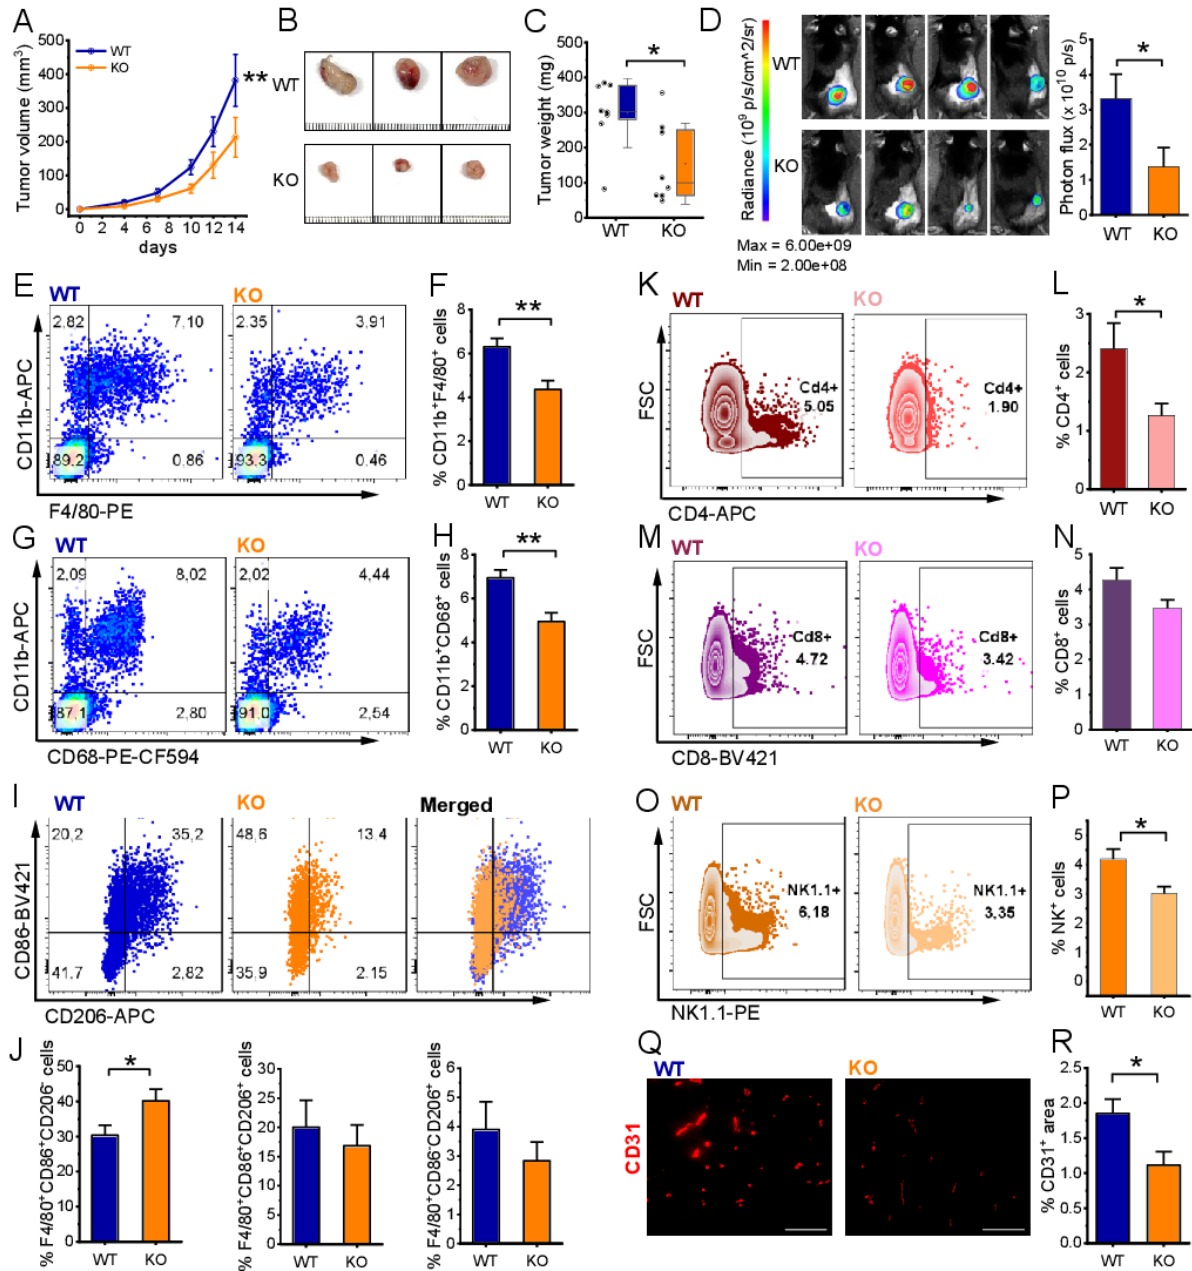 A
Tumor volume (mm³)
500
400
300
200
100
0
WT
KO
**
0 2 4 6 8 10 12 14
days
B
WT
KO
C
Tumor weight (mg)
500
400
300
200
100
0
*
WT KO
D
Radiance (10⁹ p/s/cm^2/sr)
WT
KO
Max = 6.00e+09
Min = 2.00e+08
Photon flux (x 10¹⁰ p/s)
5
4
3
2
1
0
*
WT KO
E
WT KO
2.82 7,10
89.2 0.86
2.35 3.91
93.3 0.46
CD11b-APC
F4/80-PE
F
% CD11b⁺F4/80⁺ cells
8
6
4
2
0
**
WT KO
G
WT KO
2.09 8,02
87,1 2,80
2.02 4,44
91.0 2,54
CD11b-APC
CD68-PE-CF594
H
% CD11b⁺CD68⁺ cells
8
6
4
2
0
**
WT KO
I
WT KO Merged
20,2 35,2
41.7 2,82
48,6 13.4
35,9 2.15
CD86-BV421
CD206-APC
J
% F4/80⁺CD86⁺CD206⁻ cells
50
40
30
20
10
0
*
WT KO
% F4/80⁺CD86⁺CD206⁺ cells
30
25
20
15
10
5
0
WT KO
% F4/80⁺CD86⁻CD206⁺ cells
6
5
4
3
2
1
0
WT KO
K
WT KO
FSC
Cd4+
5.05
Cd4+
1.90
CD4-APC
L
% CD4⁺ cells
3
2
1
0
*
WT KO
M
WT KO
FSC
Cd8+
4.72
Cd8+
3.42
CD8-BV421
N
% CD8⁺ cells
5
4
3
2
1
0
WT KO
O
WT KO
FSC
NK1.1+
6,18
NK1.1+
3,35
NK1.1-PE
P
% NK⁺ cells
5
4
3
2
1
0
*
WT KO
Q
WT KO
CD31
R
% CD31⁺ area
2.5
2.0
1.5
1.0
0.5
0.0
*
WT KO